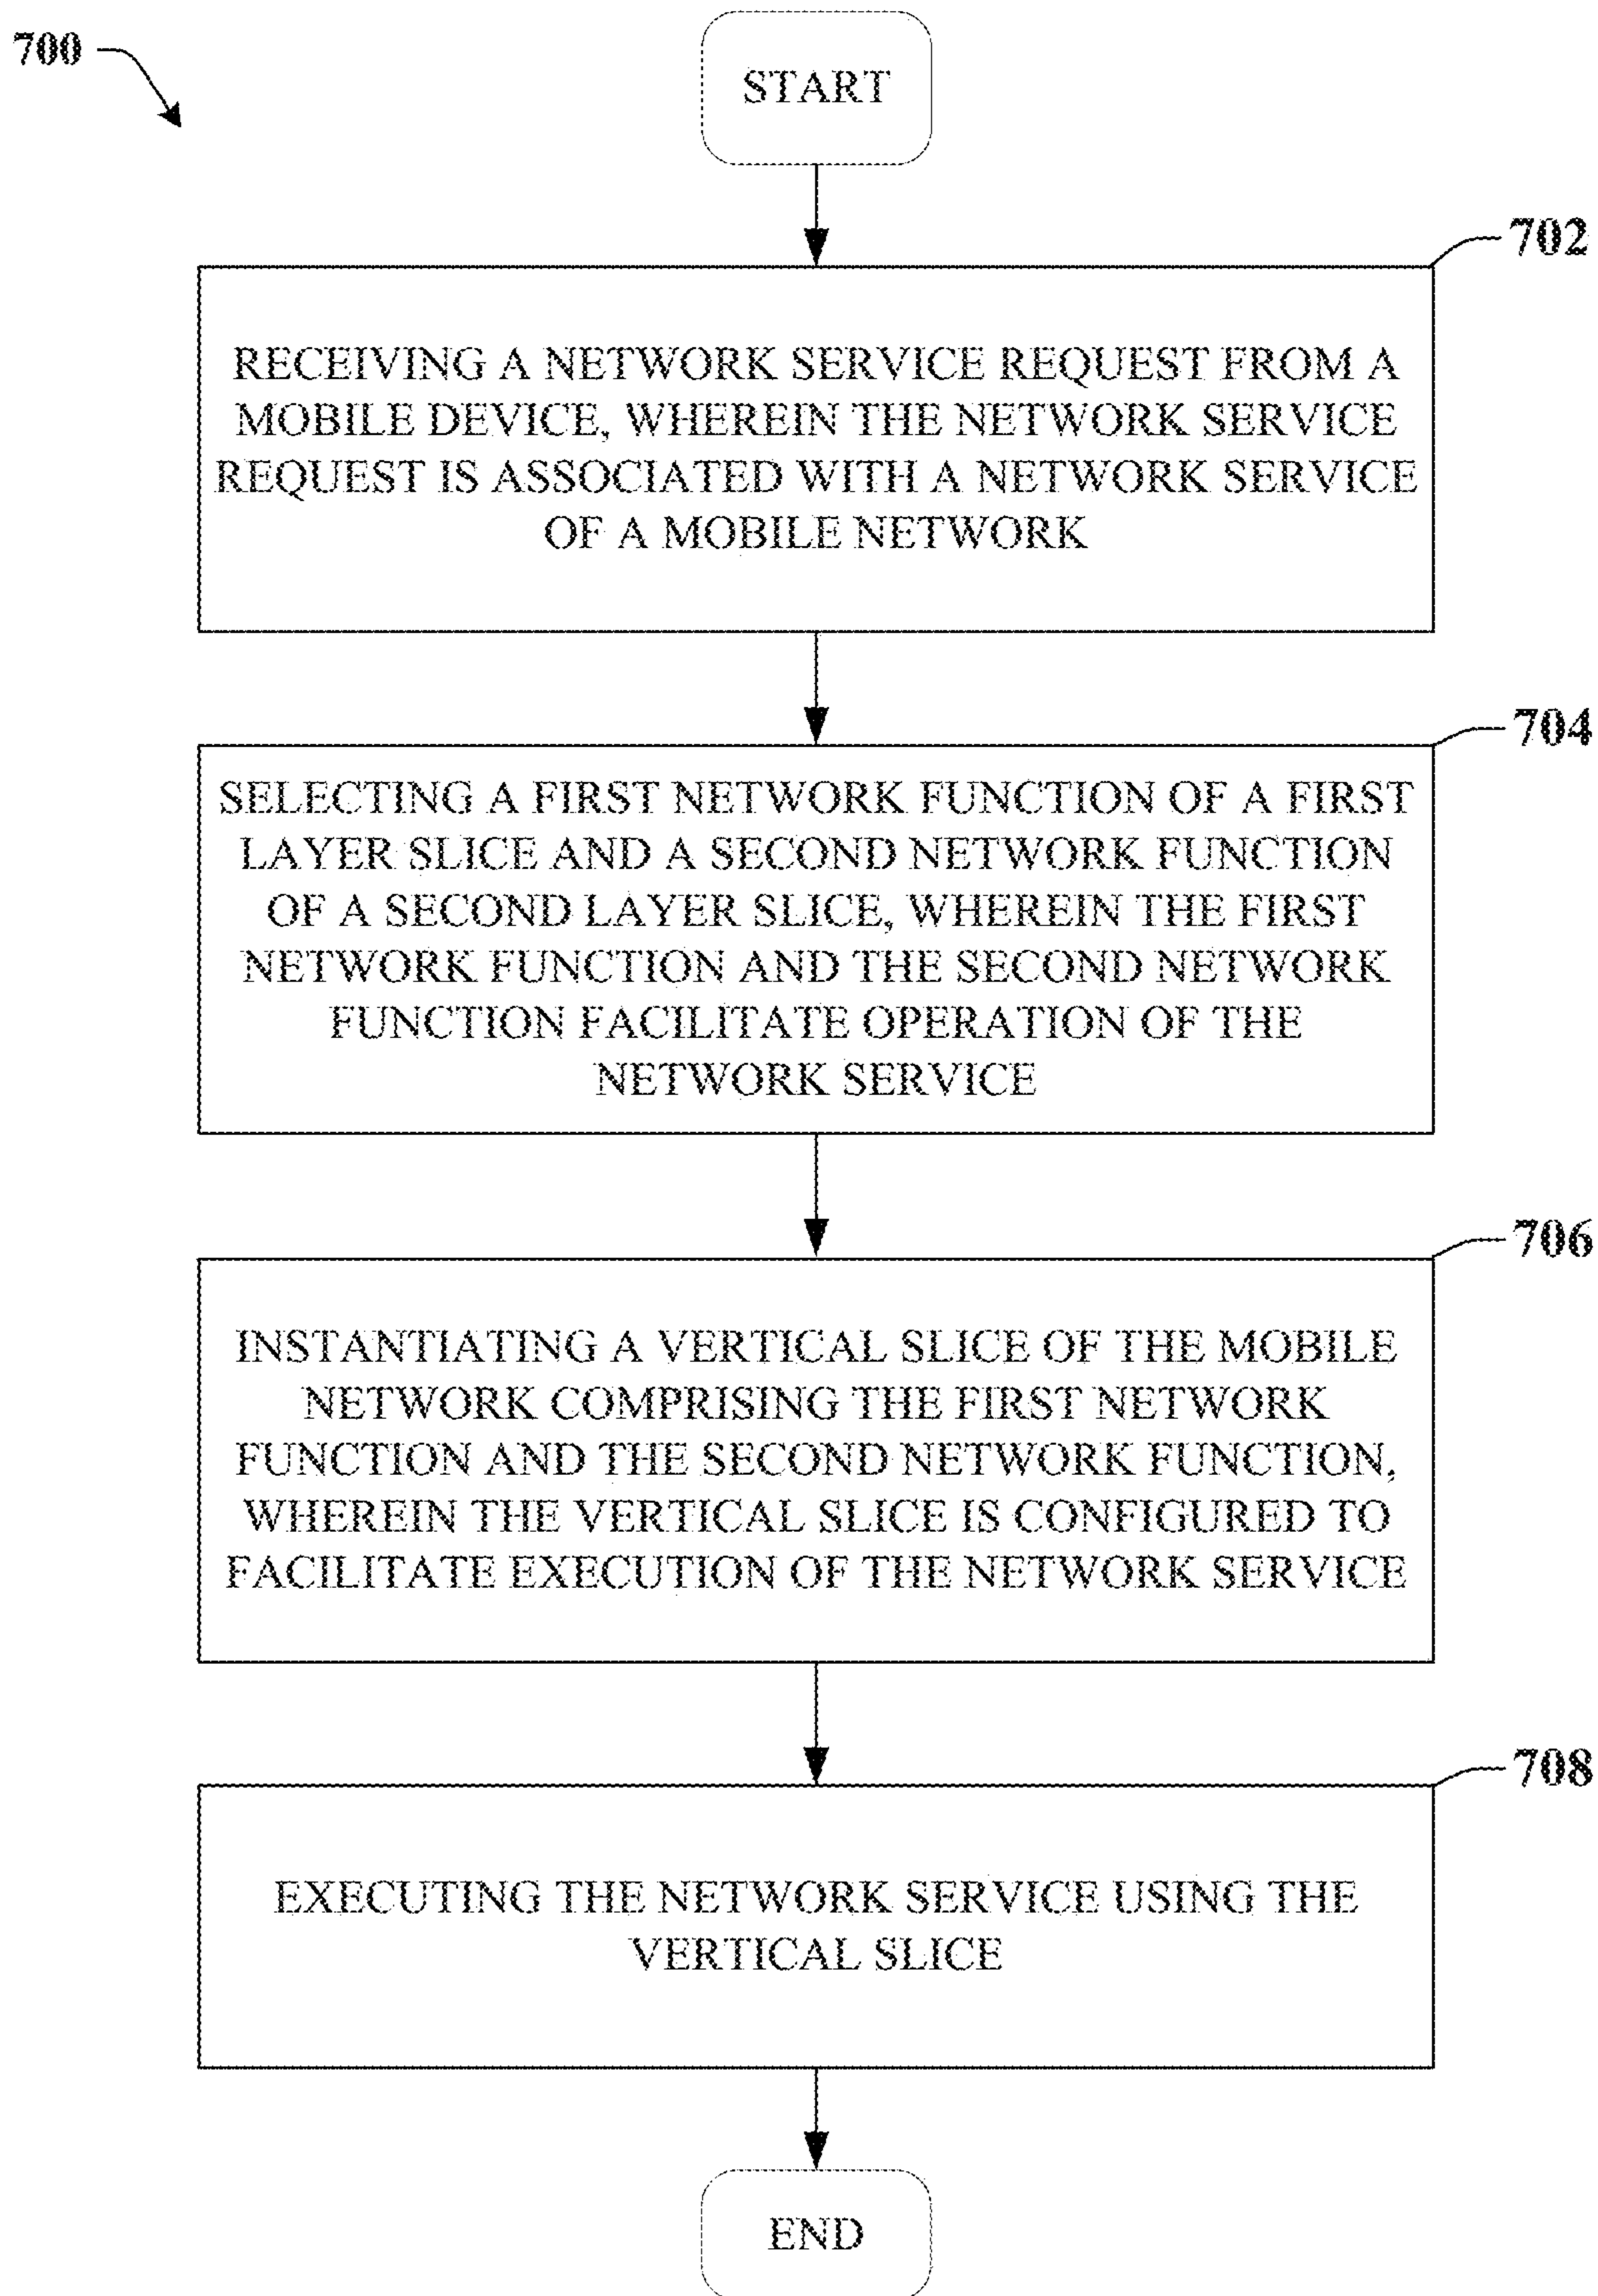 700
START
702
RECEIVING A NETWORK SERVICE REQUEST FROM A
MOBILE DEVICE, WHEREIN THE NETWORK SERVICE
REQUEST IS ASSOCIATED WITH A NETWORK SERVICE
OF A MOBILE NETWORK
704
SELECTING A FIRST NETWORK FUNCTION OF A FIRST
LAYER SLICE AND A SECOND NETWORK FUNCTION
OF A SECOND LAYER SLICE, WHEREIN THE FIRST
NETWORK FUNCTION AND THE SECOND NETWORK
FUNCTION FACILITATE OPERATION OF THE
NETWORK SERVICE
706
INSTANTIATING A VERTICAL SLICE OF THE MOBILE
NETWORK COMPRISING THE FIRST NETWORK
FUNCTION AND THE SECOND NETWORK FUNCTION,
WHEREIN THE VERTICAL SLICE IS CONFIGURED TO
FACILITATE EXECUTION OF THE NETWORK SERVICE
708
EXECUTING THE NETWORK SERVICE USING THE
VERTICAL SLICE
END